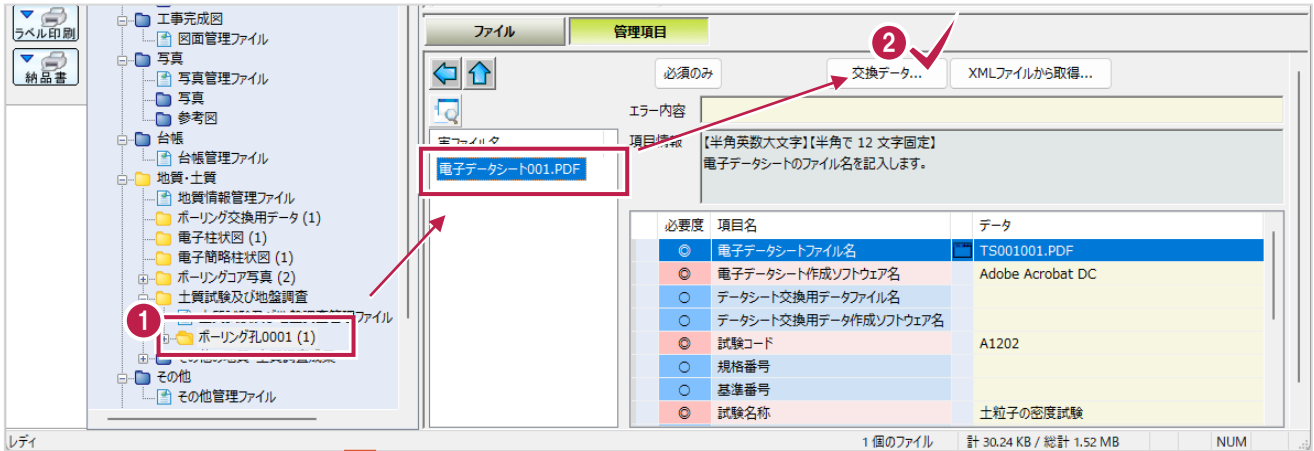 ラベル印刷
納品書
工事完成図
図面管理ファイル
写真
写真管理ファイル
写真
参考図
台帳
台帳管理ファイル
地質・土質
地質情報管理ファイル
ボーリング交換用データ (1)
電子柱状図 (1)
電子簡略柱状図 (1)
ボーリングコア写真 (2)
土質試験及び地盤調査
ファイル
1
ボーリング孔0001 (1)
その他
その他管理ファイル
ファイル
管理項目
2
必須のみ
交換データ...
XMLファイルから取得...
エラー内容
実ファイル名
電子データシート001.PDF
項目情報
【半角英数大文字】【半角で 12 文字固定】
電子データシートのファイル名を記入します。
必要度 項目名 データ
◎ 電子データシートファイル名 TS001001.PDF
◎ 電子データシート作成ソフトウェア名 Adobe Acrobat DC
○ データシート交換用データファイル名
○ データシート交換用データ作成ソフトウェア名
◎ 試験コード A1202
○ 規格番号
○ 基準番号
◎ 試験名称 土粒子の密度試験
レディ
1 個のファイル
計 30.24 KB / 総計 1.52 MB
NUM